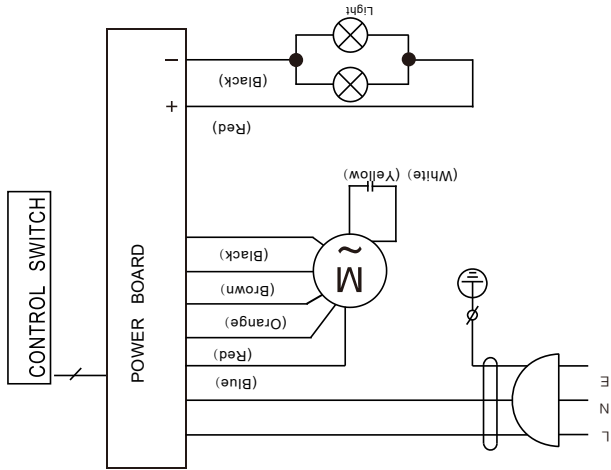 Light
−
(Black)
+
(Red)
(White)
(Yellow)
CONTROL SWITCH
POWER BOARD
M
~
(Black)
(Brown)
(Orange)
(Red)
(Blue)
E
N
L